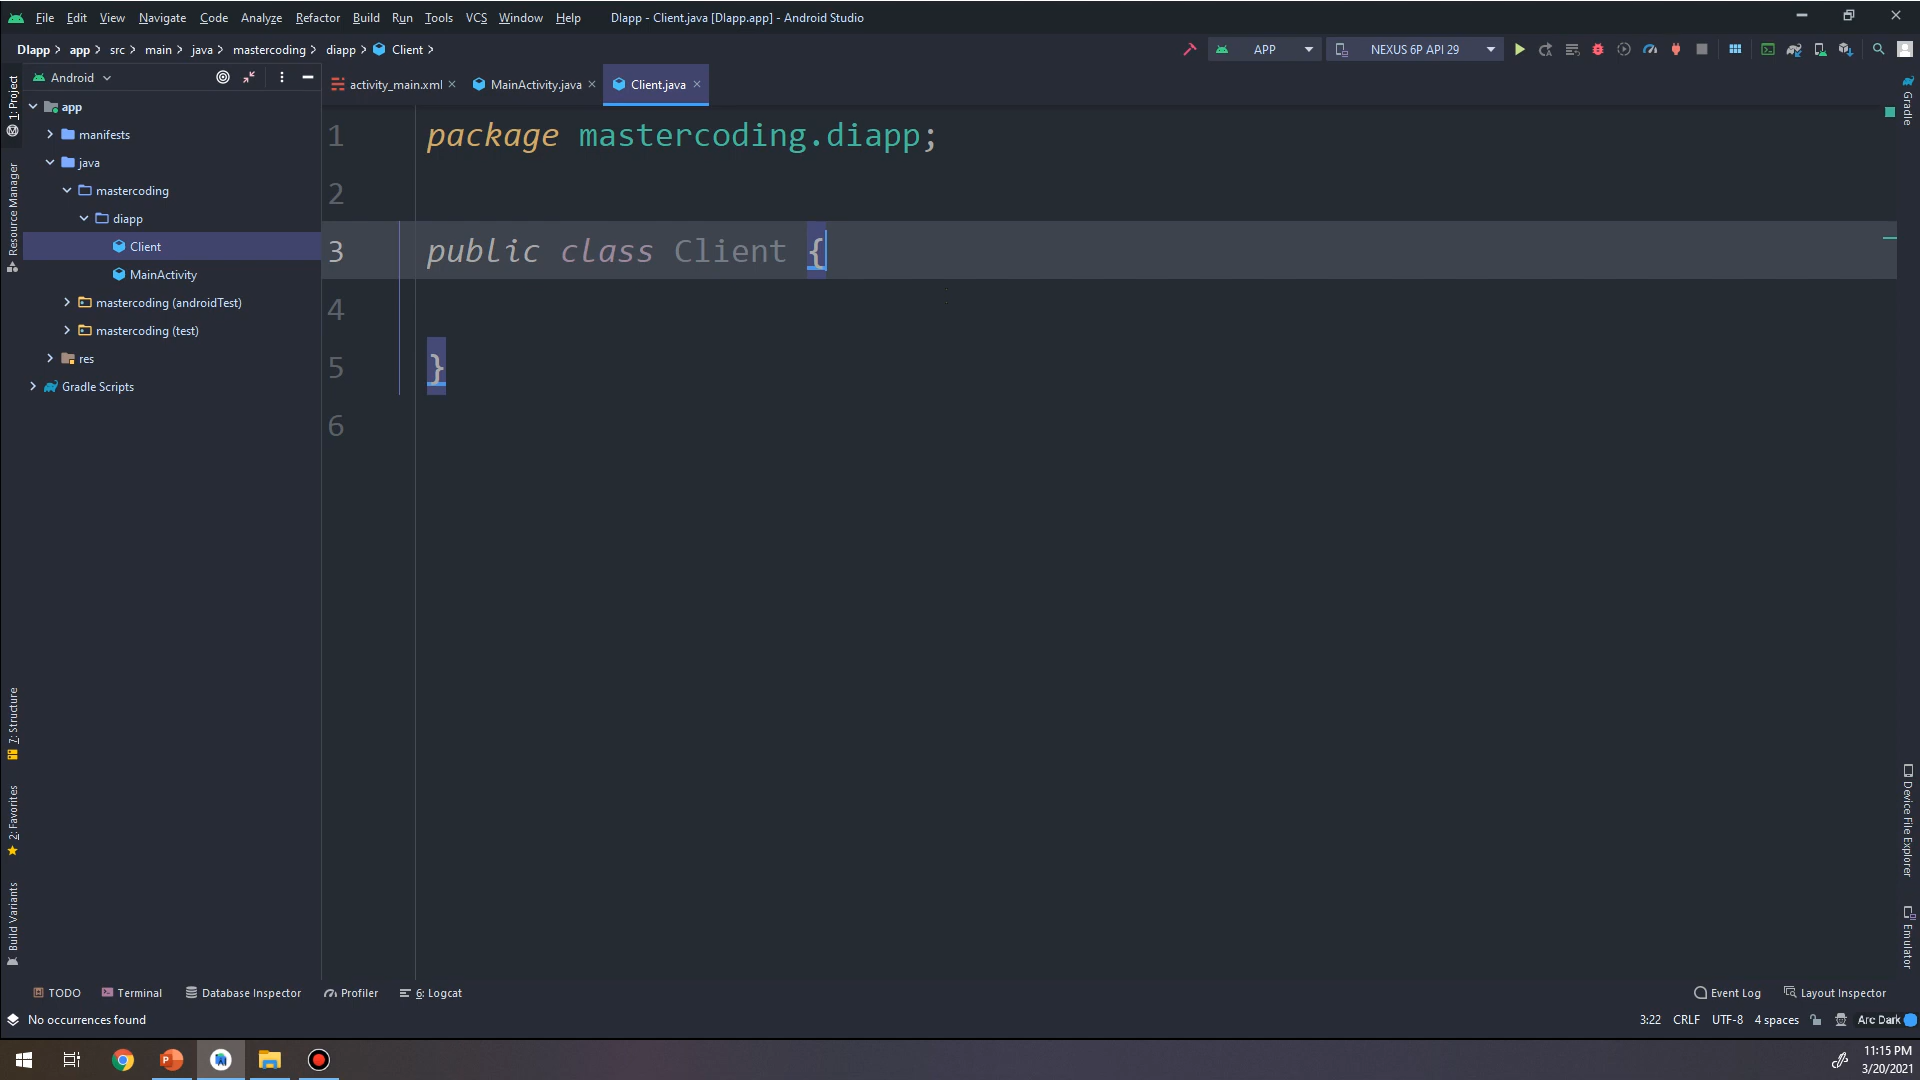 File Edit View Navigate Code Analyze Refactor Build Run Tools VCS Window Help DIapp - Client.java [DIapp.app] - Android Studio
DIapp app src main java mastercoding diapp Client
APP NEXUS 6P API 29
1: Project
Resource Manager
7: Structure
2: Favorites
Build Variants
Android
app
manifests
java
mastercoding
diapp
Client
MainActivity
mastercoding (androidTest)
mastercoding (test)
res
Gradle Scripts
activity_main.xml MainActivity.java Client.java
1 package mastercoding.diapp;
2
3 public class Client {
4
5 }
6
Gradle
Device File Explorer
Emulator
TODO Terminal Database Inspector Profiler 6: Logcat Event Log Layout Inspector
No occurrences found 3:22 CRLF UTF-8 4 spaces Arc Dark
11:15 PM
3/20/2021